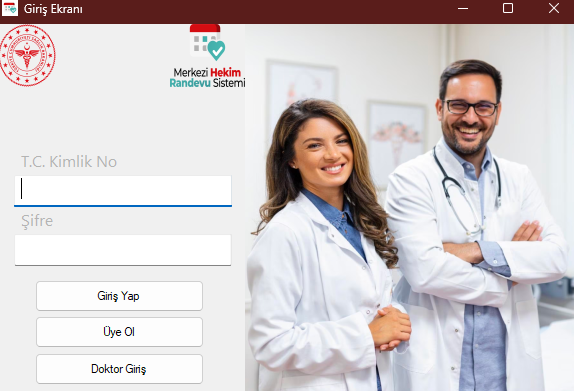 Giriş Ekranı
Merkezi Hekim
Randevu Sistemi
T.C. Kimlik No
Şifre
Giriş Yap
Üye Ol
Doktor Giriş